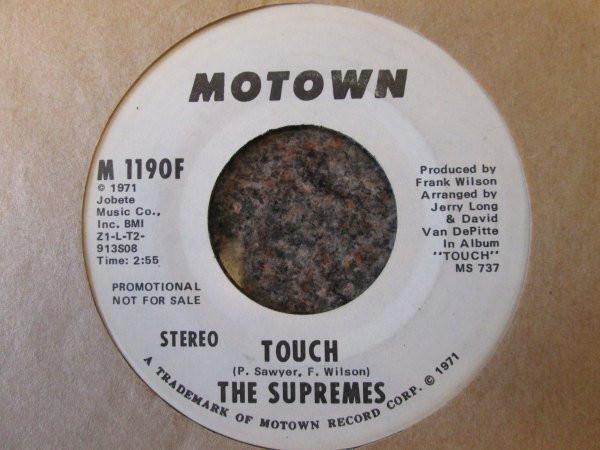 MOTOWN
M 1190F
© 1971
Jobete
Music Co.,
Inc. BMI
Z1-L-T2-
913S08
Time: 2:55
PROMOTIONAL
NOT FOR SALE
Produced by
Frank Wilson
Arranged by
Jerry Long
& David
Van DePitte
In Album
"TOUCH"
MS 737
STEREO
TOUCH
(P. Sawyer, F. Wilson)
THE SUPREMES
A TRADEMARK OF MOTOWN RECORD CORP. © 1971